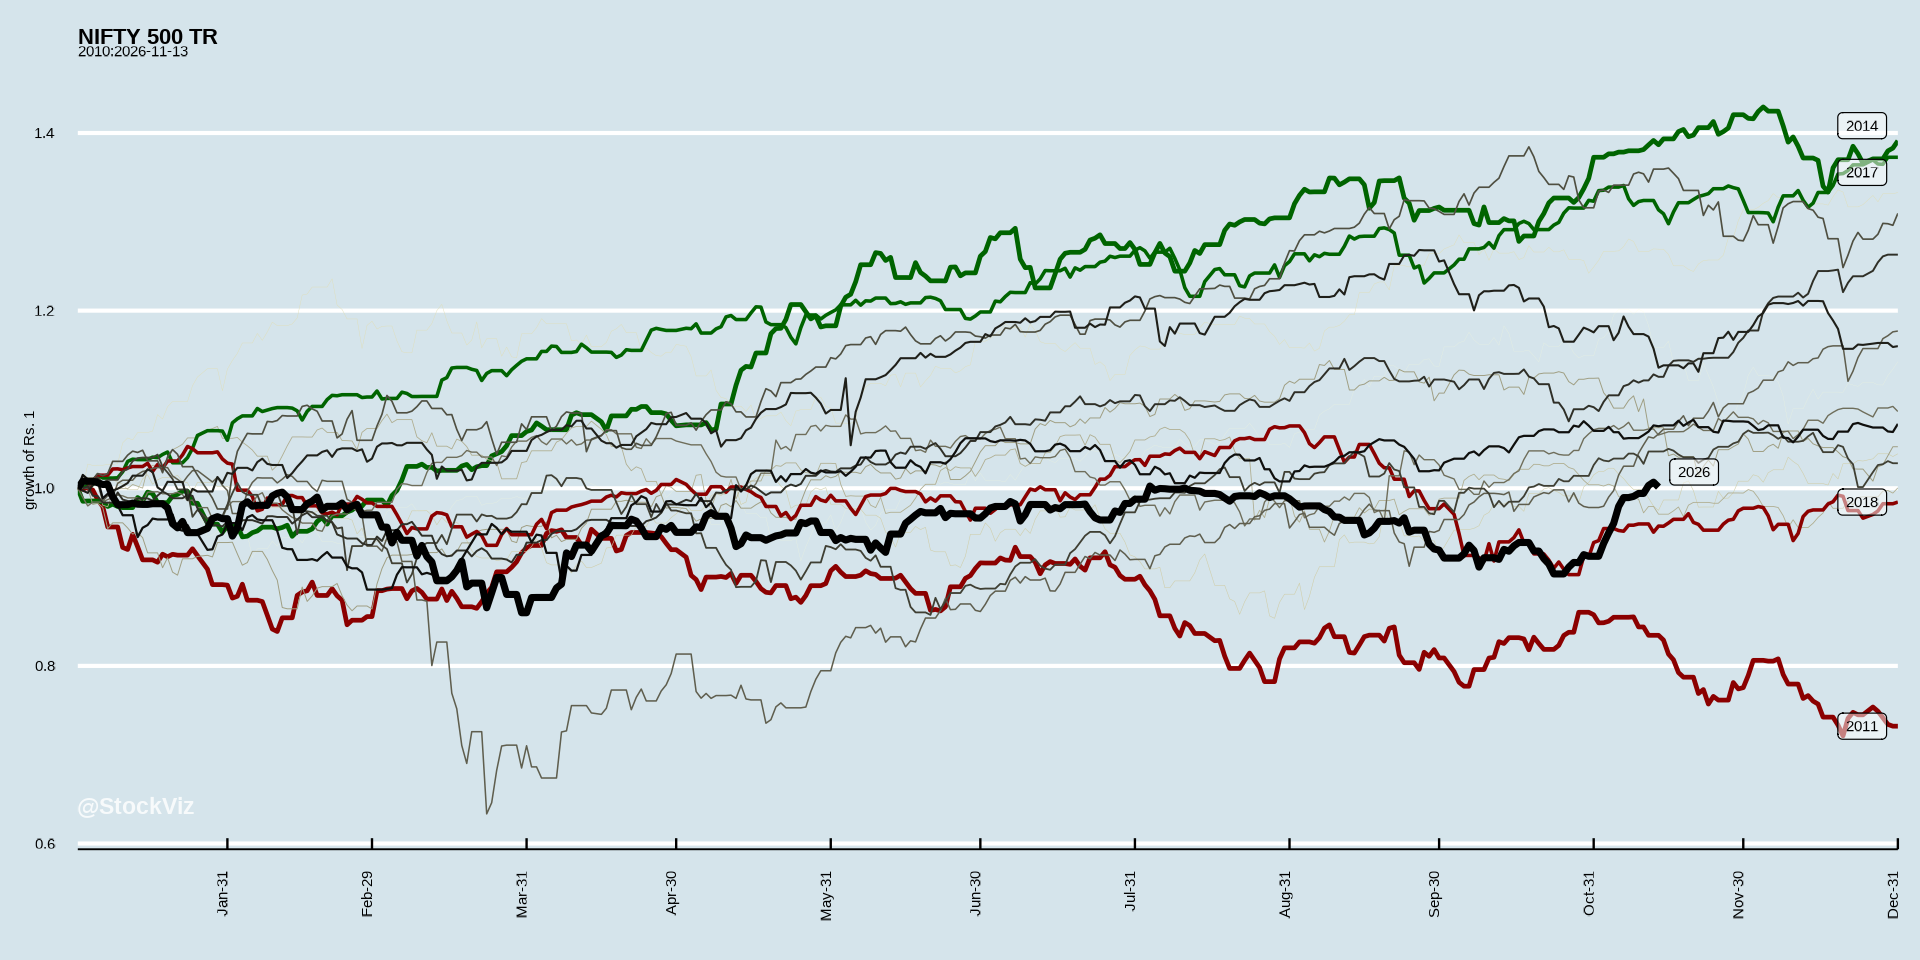 NIFTY 500 TR
2010:2026-11-13
growth of Rs. 1
1.4
1.2
1.0
0.8
0.6
2014
2017
2026
2018
2011
@StockViz
Jan-31
Feb-29
Mar-31
Apr-30
May-31
Jun-30
Jul-31
Aug-31
Sep-30
Oct-31
Nov-30
Dec-31